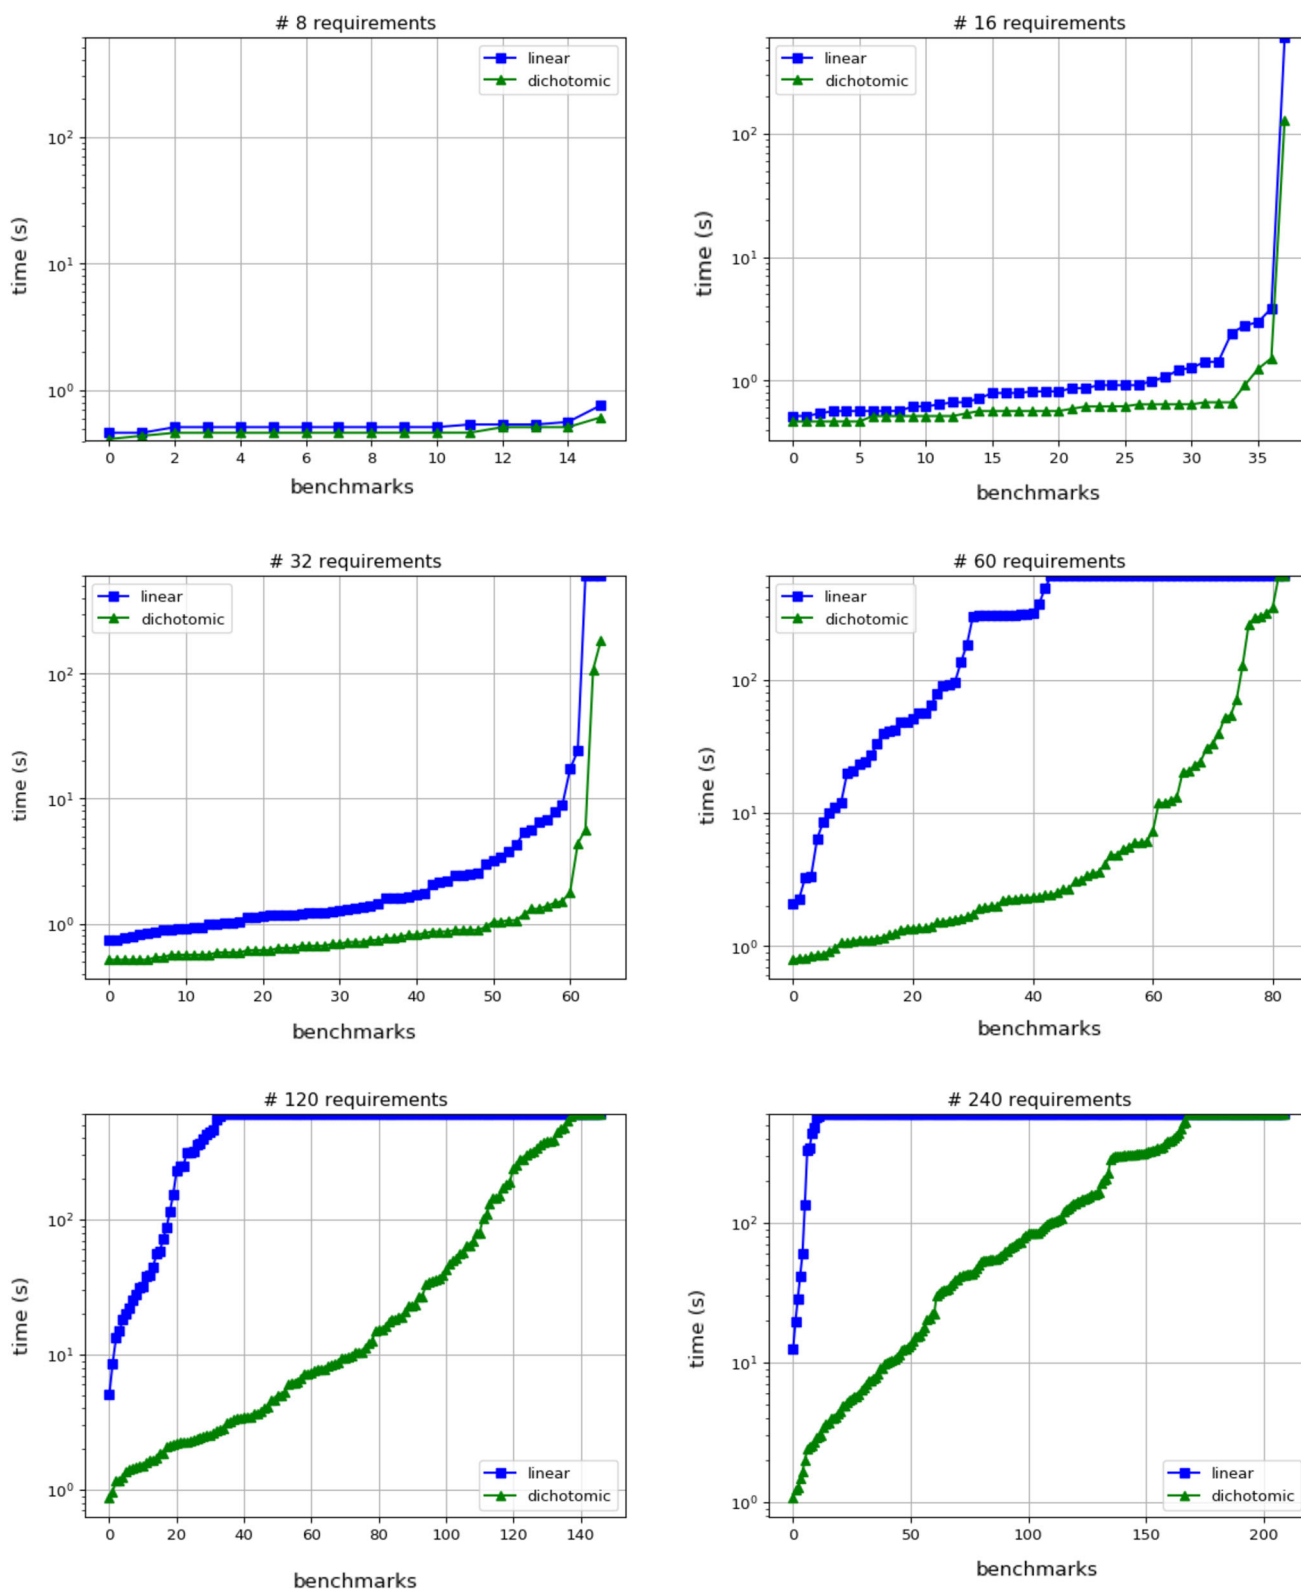 # 8 requirements
linear
dichotomic
10²
10¹
10⁰
time (s)
0 2 4 6 8 10 12 14
benchmarks
# 16 requirements
linear
dichotomic
10²
10¹
10⁰
time (s)
0 5 10 15 20 25 30 35
benchmarks
# 32 requirements
linear
dichotomic
10²
10¹
10⁰
time (s)
0 10 20 30 40 50 60
benchmarks
# 60 requirements
linear
dichotomic
10²
10¹
10⁰
time (s)
0 20 40 60 80
benchmarks
# 120 requirements
10²
10¹
10⁰
time (s)
linear
dichotomic
0 20 40 60 80 100 120 140
benchmarks
# 240 requirements
10²
10¹
10⁰
time (s)
linear
dichotomic
0 50 100 150 200
benchmarks